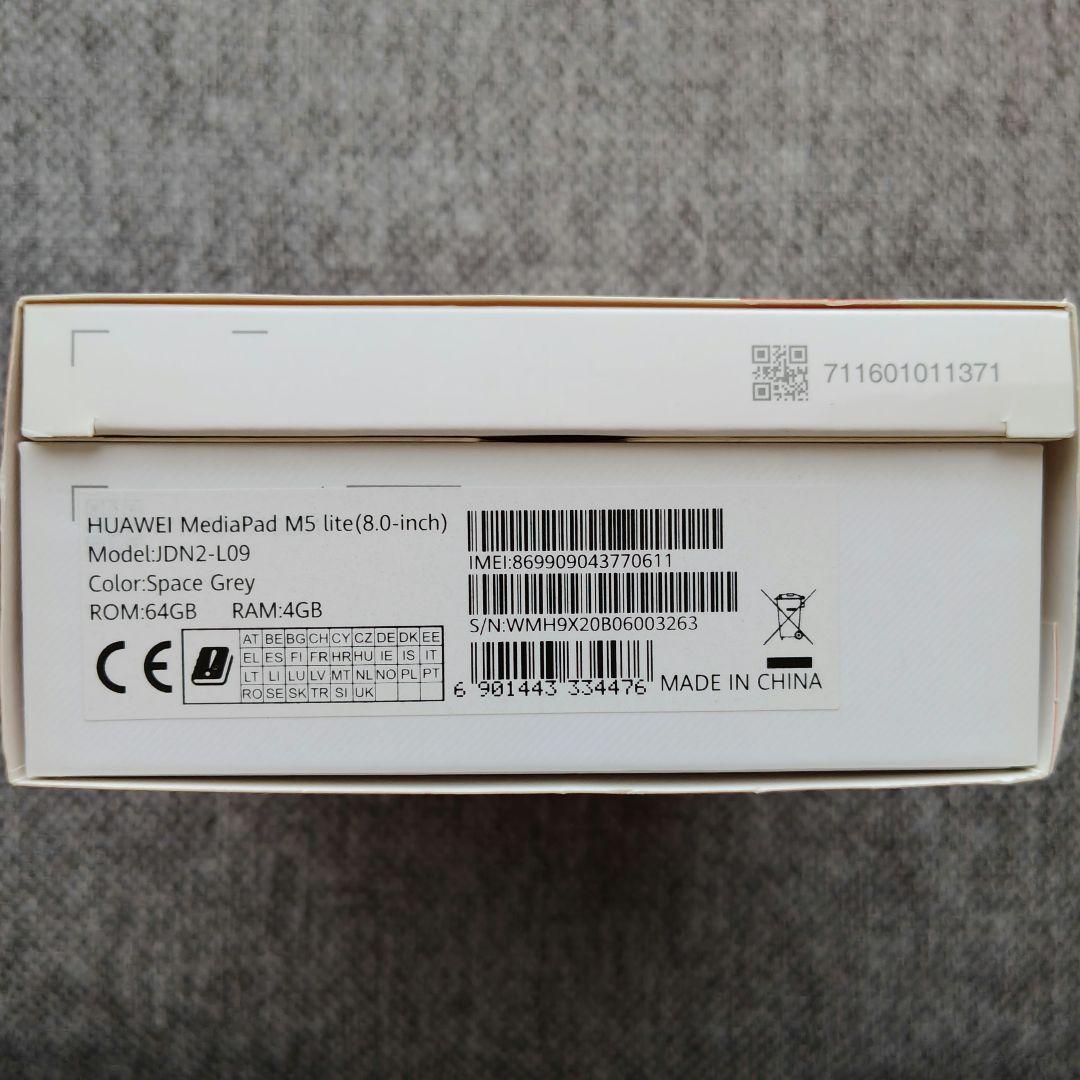 711601011371
HUAWEI MediaPad M5 lite(8.0-inch)
Model:JDN2-L09
Color:Space Grey
ROM:64GB RAM:4GB
IMEI:869909043770611
S/N:WMH9X20B06003263
CE
AT BE BG CH CY CZ DE DK EE
EL ES FI FR HR HU IE IS IT
LT LI LU LV MT NL NO PL PT
RO SE SK TR SI UK
6 901443 334476
MADE IN CHINA